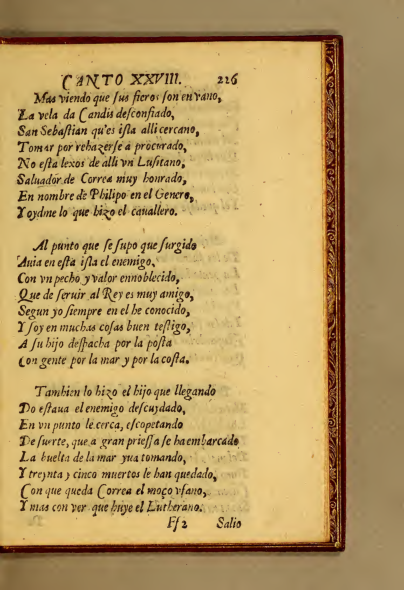 CANTO XXVIII. 226
Mas viendo que ſus fieros ſon en vano,
La vela da Candis deſconfiado,
San Sebaſtian qu'es iſla alli cercano,
Tomar por rehazerſe a procurado,
No eſta lexos de alli vn Luſitano,
Saluador de Correa muy honrado,
En nombre de Philipo en el Genero,
Y oydme lo que hizo el cauallero.
Al punto que ſe ſupo que ſurgido
Auia en eſta iſla el enemigo,
Con vn pecho y valor ennoblecido,
Que de ſeruir al Rey es muy amigo,
Segun yo ſiempre en el he conocido,
Y ſoy en muchas coſas buen teſtigo,
A ſu hijo deſpacha por la poſta
Con gente por la mar y por la coſta.
Tambien lo hizo el hijo que llegando
Do eſtaua el enemigo deſcuydado,
En vn punto le cerca, eſcopetando
De ſuerte, que a gran prieſſa ſe ha embarcado
La buelta de la mar yua tomando,
Y treynta y cinco muertos le han quedado,
Con que queda Correa el moço vfano,
Y mas con ver que huye el Lutherano.
Ff 2 Salio